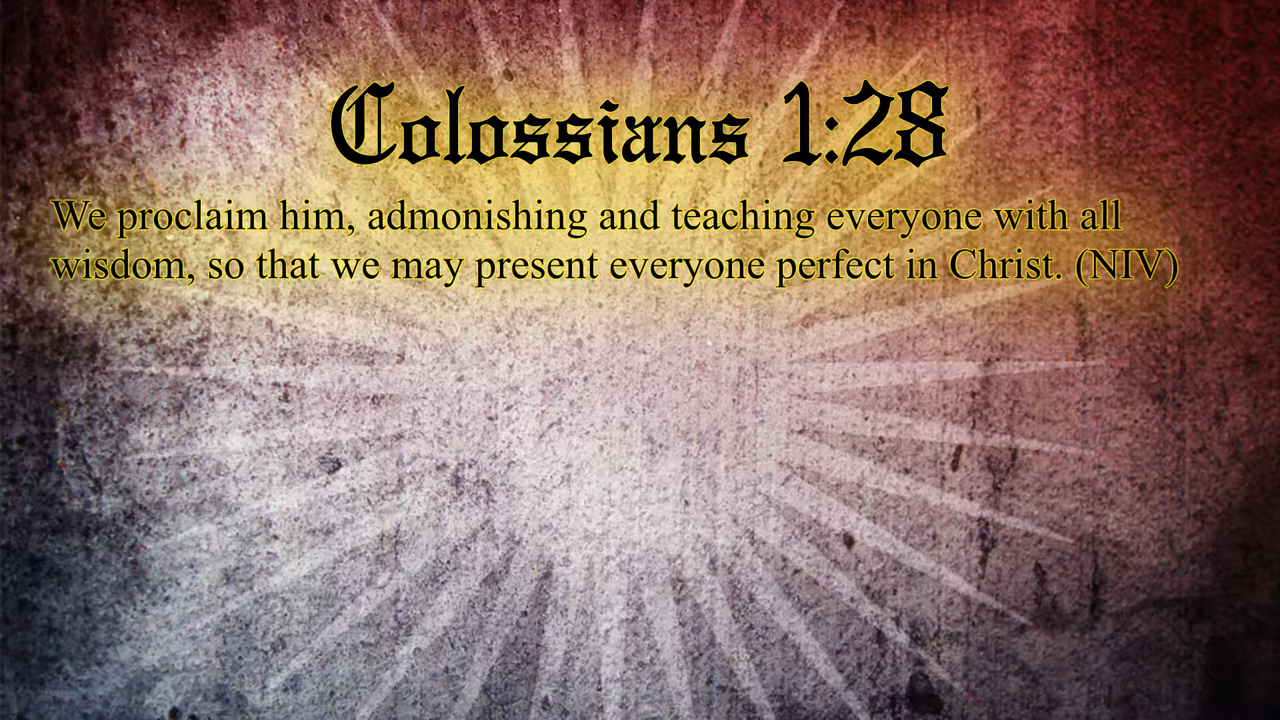 Colossians 1:28
We proclaim him, admonishing and teaching everyone with all
wisdom, so that we may present everyone perfect in Christ. (NIV)